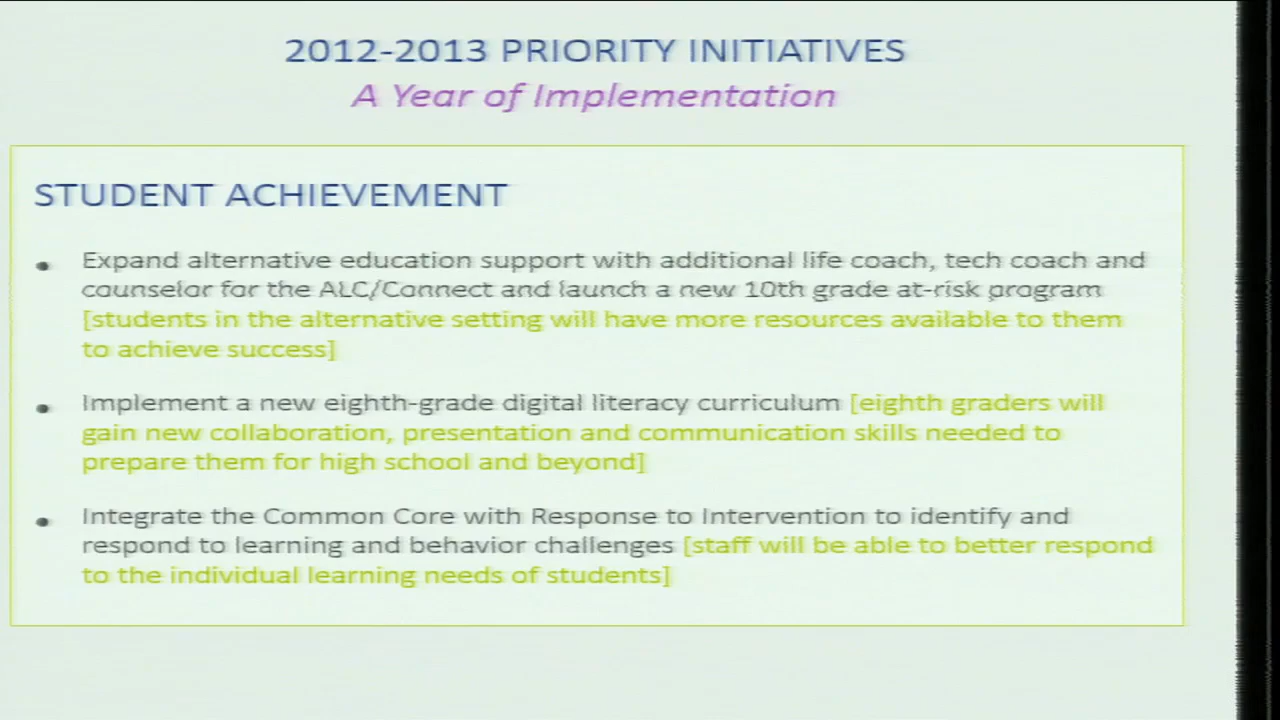 2012-2013 PRIORITY INITIATIVES
A Year of Implementation
STUDENT ACHIEVEMENT
• Expand alternative education support with additional life coach, tech coach and
counselor for the ALC/Connect and launch a new 10th grade at-risk program
[students in the alternative setting will have more resources available to them
to achieve success]
• Implement a new eighth-grade digital literacy curriculum [eighth graders will
gain new collaboration, presentation and communication skills needed to
prepare them for high school and beyond]
• Integrate the Common Core with Response to Intervention to identify and
respond to learning and behavior challenges [staff will be able to better respond
to the individual learning needs of students]